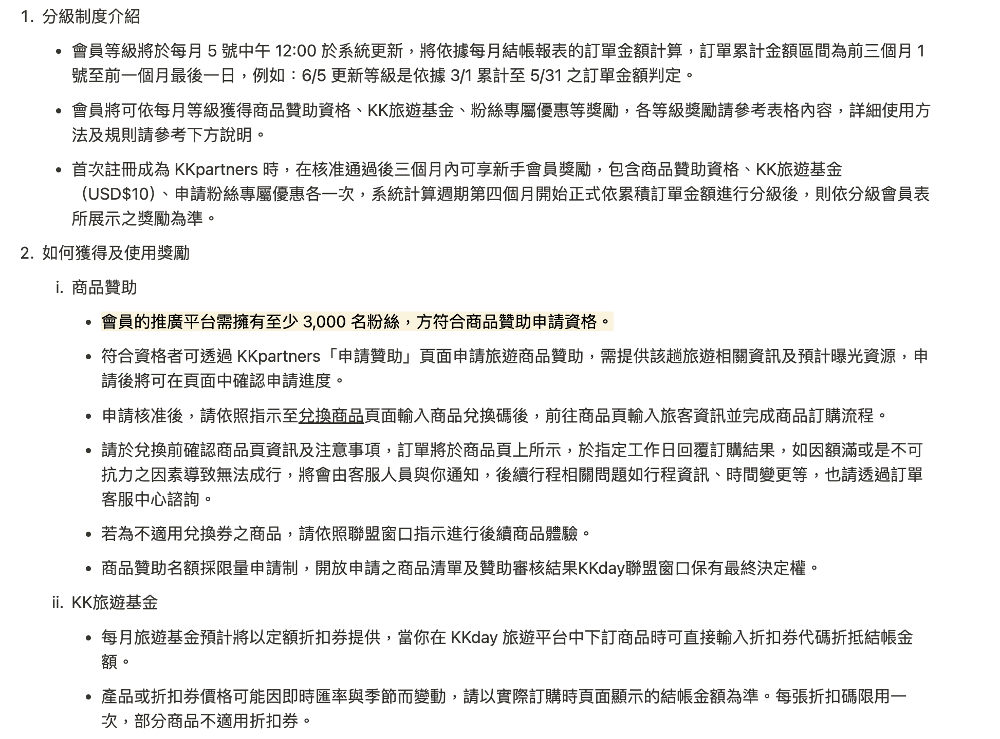 1. 分級制度介紹
• 會員等級將於每月 5 號中午 12:00 於系統更新，將依據每月結帳報表的訂單金額計算，訂單累計金額區間為前三個月 1
號至前一個月最後一日，例如：6/5 更新等級是依據 3/1 累計至 5/31 之訂單金額判定。
• 會員將可依每月等級獲得商品贊助資格、KK旅遊基金、粉絲專屬優惠等獎勵，各等級獎勵請參考表格內容，詳細使用方
法及規則請參考下方說明。
• 首次註冊成為 KKpartners 時，在核准通過後三個月內可享新手會員獎勵，包含商品贊助資格、KK旅遊基金
（USD$10）、申請粉絲專屬優惠各一次，系統計算週期第四個月開始正式依累積訂單金額進行分級後，則依分級會員表
所展示之獎勵為準。
2. 如何獲得及使用獎勵
i. 商品贊助
• 會員的推廣平台需擁有至少 3,000 名粉絲，方符合商品贊助申請資格。
• 符合資格者可透過 KKpartners「申請贊助」頁面申請旅遊商品贊助，需提供該趟旅遊相關資訊及預計曝光資源，申
請後將可在頁面中確認申請進度。
• 申請核准後，請依照指示至兌換商品頁面輸入商品兌換碼後，前往商品頁輸入旅客資訊並完成商品訂購流程。
• 請於兌換前確認商品頁資訊及注意事項，訂單將於商品頁上所示，於指定工作日回覆訂購結果，如因額滿或是不可
抗力之因素導致無法成行，將會由客服人員與你通知，後續行程相關問題如行程資訊、時間變更等，也請透過訂單
客服中心諮詢。
• 若為不適用兌換券之商品，請依照聯盟窗口指示進行後續商品體驗。
• 商品贊助名額採限量申請制，開放申請之商品清單及贊助審核結果KKday聯盟窗口保有最終決定權。
ii. KK旅遊基金
• 每月旅遊基金預計將以定額折扣券提供，當你在 KKday 旅遊平台中下訂商品時可直接輸入折扣券代碼折抵結帳金
額。
• 產品或折扣券價格可能因即時匯率與季節而變動，請以實際訂購時頁面顯示的結帳金額為準。每張折扣碼限用一
次，部分商品不適用折扣券。